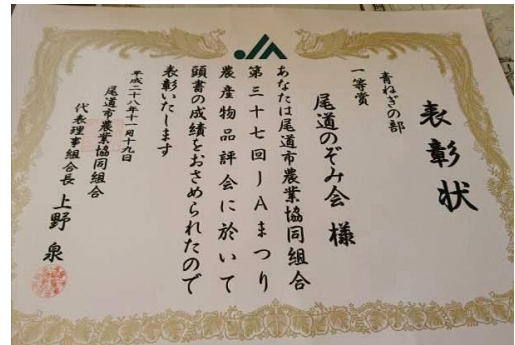 表彰状
青ねぎの部
一等賞
尾道のぞみ会 様
あなたは尾道市農業協同組合
第三十七回JAまつり
農産物品評会に於いて
頭書の成績をおさめられたので
表彰いたします
平成二十八年十一月十九日
尾道市農業協同組合
代表理事組合長 上野 泉